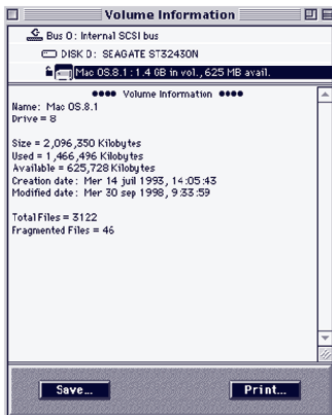 Volume Information
Bus 0: Internal SCSI bus
DISK 0: SEAGATE ST32430N
Mac OS.8.1 : 1.4 GB in vol., 625 MB avail.
•••• Volume Information ••••
Name: Mac OS.8.1
Drive = 8
Size = 2,096,350 Kilobytes
Used = 1,466,496 Kilobytes
Available = 625,728 Kilobytes
Creation date: Mer 14 juil 1993, 14:05:43
Modified date: Mer 30 sep 1998, 9:33:59
Total Files = 3122
Fragmented Files = 46
Save...
Print...